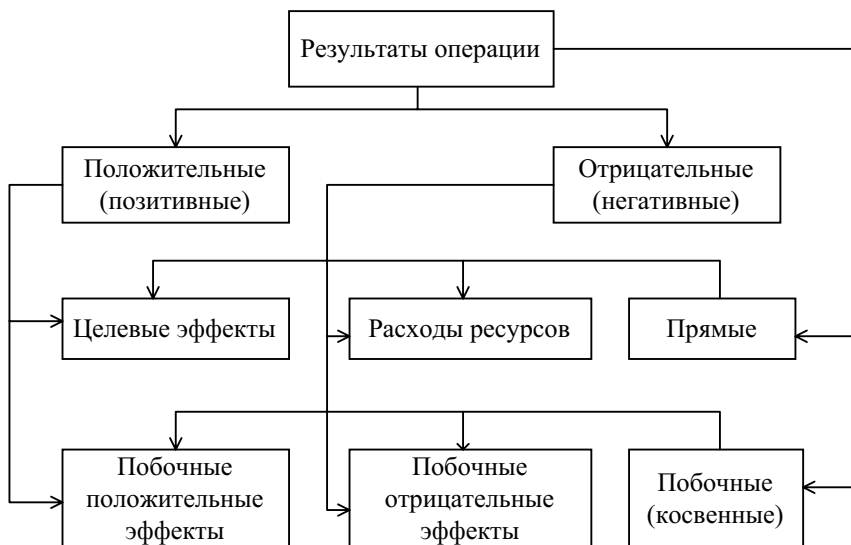 Результаты операции
Положительные
(позитивные)
Отрицательные
(негативные)
Целевые эффекты
Расходы ресурсов
Прямые
Побочные
положительные
эффекты
Побочные
отрицательные
эффекты
Побочные
(косвенные)